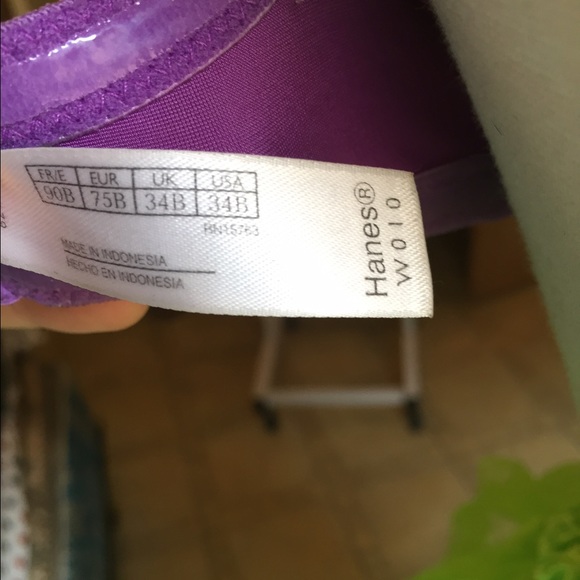 FR/E EUR UK USA
90B 75B 34B 34B
RN15763
MADE IN INDONESIA
HECHO EN INDONESIA
Hanes®
W010